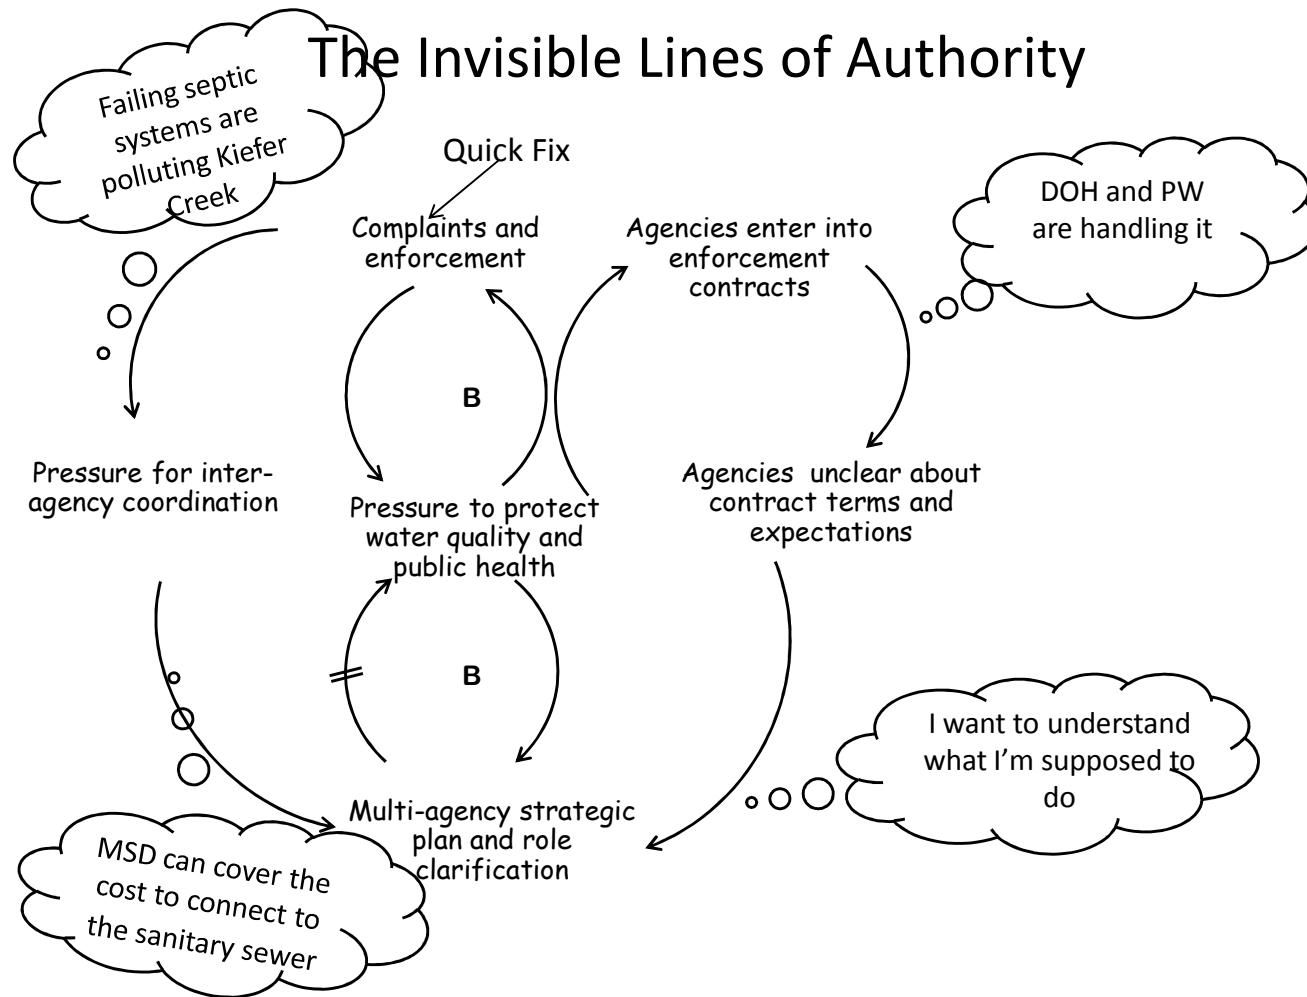 The Invisible Lines of Authority
Failing septic
systems are
polluting Kiefer
Creek
Quick Fix
Complaints and
enforcement
Agencies enter into
enforcement
contracts
DOH and PW
are handling it
B
Pressure for inter-
agency coordination
Pressure to protect
water quality and
public health
Agencies unclear about
contract terms and
expectations
B
I want to understand
what I'm supposed to
do
Multi-agency strategic
plan and role
clarification
MSD can cover the
cost to connect to
the sanitary sewer